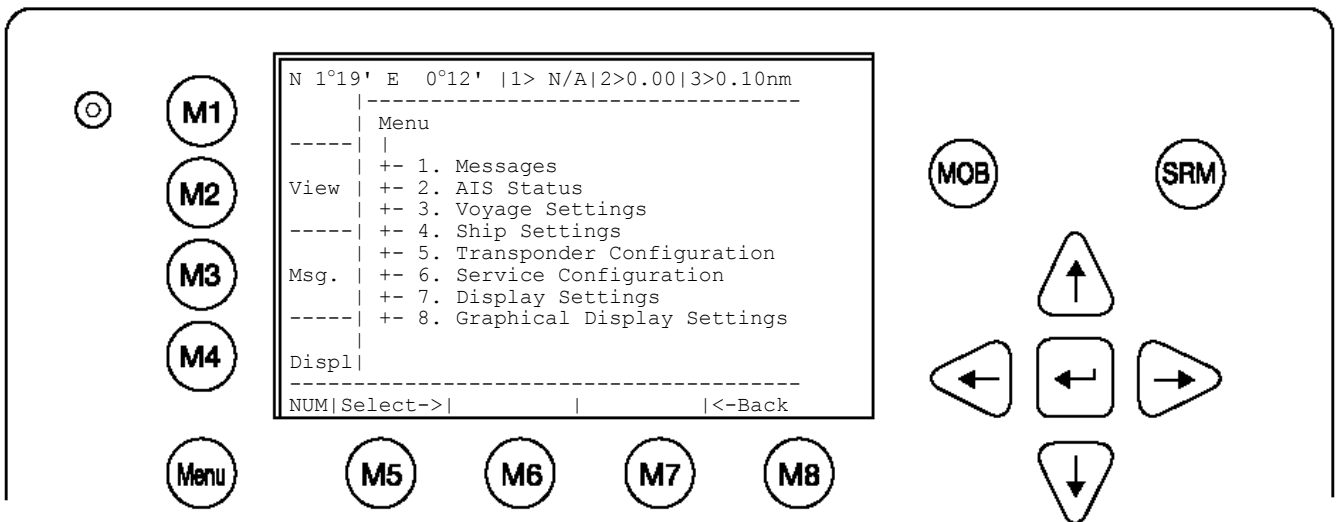 N 1°19' E  0°12' |1> N/A|2>0.00|3>0.10nm
M1
Menu
+- 1. Messages
M2
View | +- 2. AIS Status
+- 3. Voyage Settings
+- 4. Ship Settings
+- 5. Transponder Configuration
M3
Msg. | +- 6. Service Configuration
+- 7. Display Settings
+- 8. Graphical Display Settings
M4
Displ|
NUM|Select->|        |        |<-Back
MOB
SRM
Menu
M5
M6
M7
M8